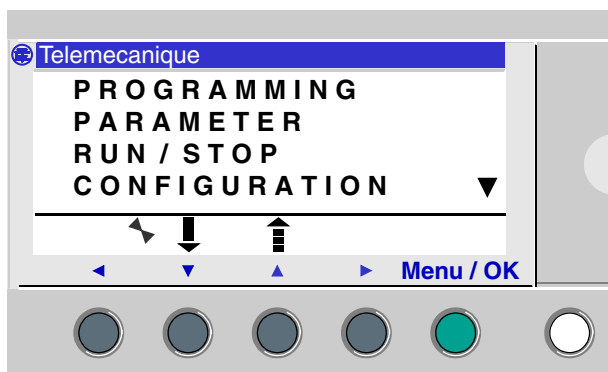 Telemecanique
PROGRAMMING
PARAMETER
RUN / STOP
CONFIGURATION
Menu / OK